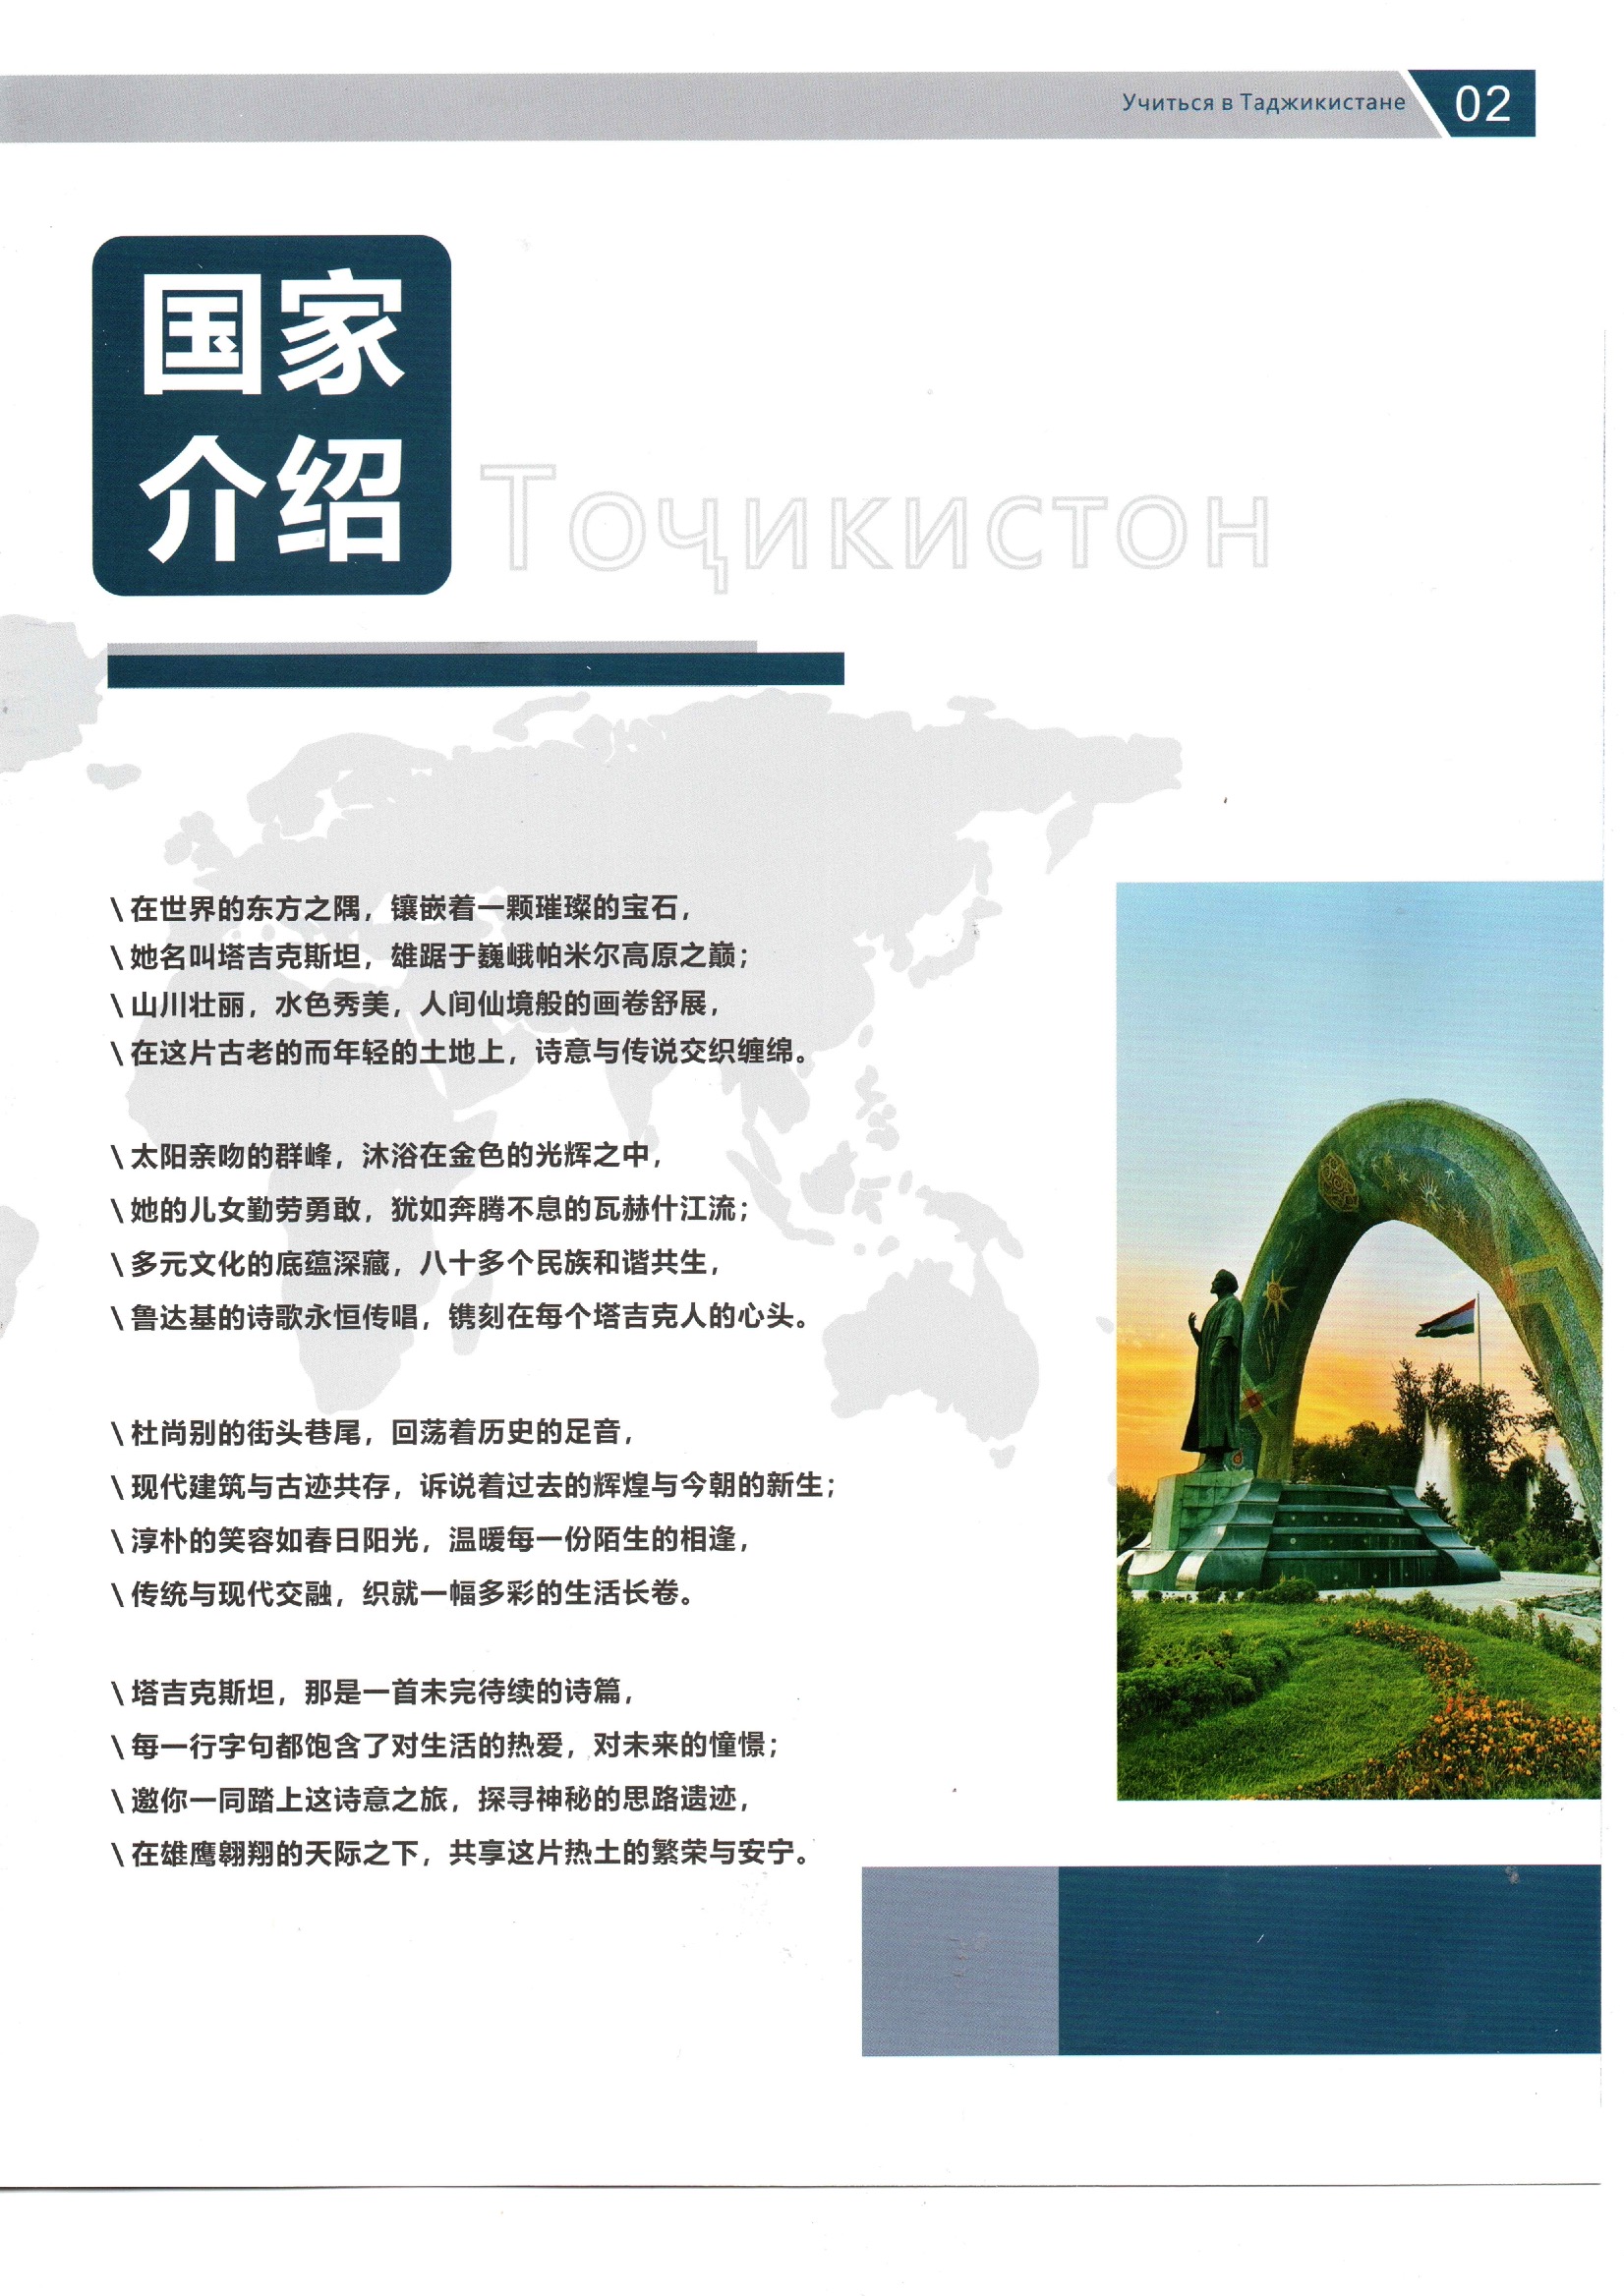 Учиться в Таджикистане
02
国家
介绍
Тоҷикистон
\ 在世界的东方之隅，镶嵌着一颗璀璨的宝石，
\ 她名叫塔吉克斯坦，雄踞于巍峨帕米尔高原之巅；
\ 山川壮丽，水色秀美，人间仙境般的画卷舒展，
\ 在这片古老的而年轻的土地上，诗意与传说交织缠绵。
\ 太阳亲吻的群峰，沐浴在金色的光辉之中，
\ 她的儿女勤劳勇敢，犹如奔腾不息的瓦赫什江流；
\ 多元文化的底蕴深藏，八十多个民族和谐共生，
\ 鲁达基的诗歌永恒传唱，镌刻在每个塔吉克人的心头。
\ 杜尚别的街头巷尾，回荡着历史的足音，
\ 现代建筑与古迹共存，诉说着过去的辉煌与今朝的新生；
\ 淳朴的笑容如春日阳光，温暖每一份陌生的相逢，
\ 传统与现代交融，织就一幅多彩的生活长卷。
\ 塔吉克斯坦，那是一首未完待续的诗篇，
\ 每一行字句都饱含了对生活的热爱，对未来的憧憬；
\ 邀你一同踏上这诗意之旅，探寻神秘的思路遗迹，
\ 在雄鹰翱翔的天际之下，共享这片热土的繁荣与安宁。